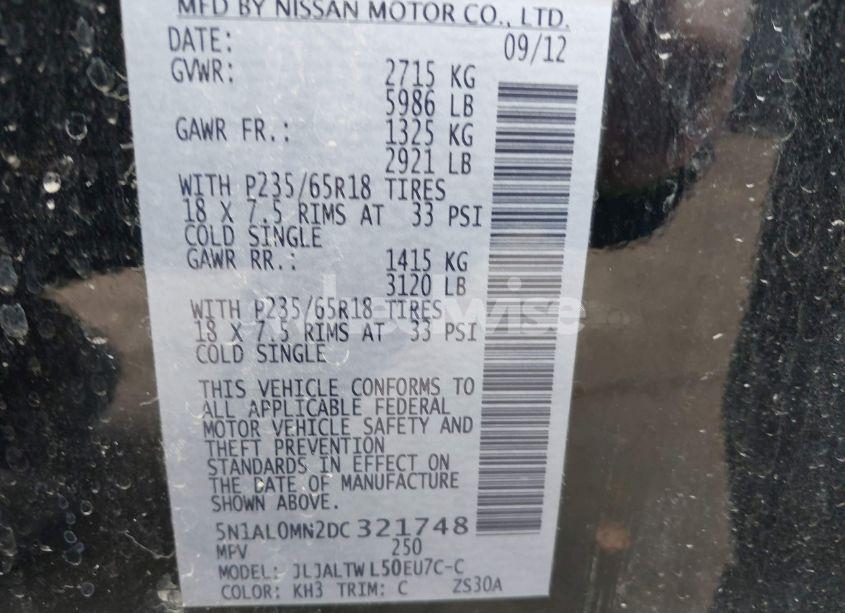 MFD BY NISSAN MOTOR CO., LTD.
DATE: 09/12
GVWR: 2715 KG
5986 LB
GAWR FR.: 1325 KG
2921 LB
WITH P235/65R18 TIRES
18 X 7.5 RIMS AT 33 PSI
COLD SINGLE
GAWR RR.: 1415 KG
3120 LB
WITH P235/65R18 TIRES
18 X 7.5 RIMS AT 33 PSI
COLD SINGLE
THIS VEHICLE CONFORMS TO
ALL APPLICABLE FEDERAL
MOTOR VEHICLE SAFETY AND
THEFT PREVENTION
STANDARDS IN EFFECT ON
THE DATE OF MANUFACTURE
SHOWN ABOVE.
5N1AL0MN2DC321748
MPV 250
MODEL: JLJALTWL50EU7C-C
COLOR: KH3 TRIM: C ZS30A